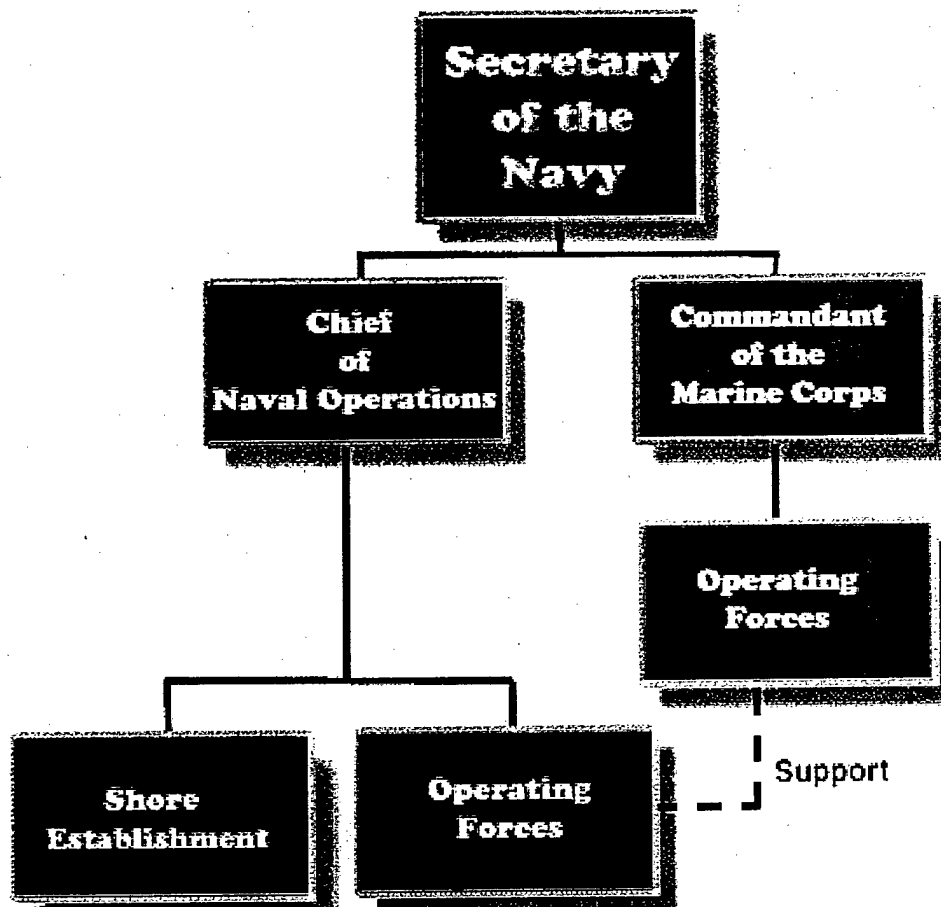 Secretary
of the
Navy
Chief
of
Naval Operations
Commandant
of the
Marine Corps
Operating
Forces
Shore
Establishment
Operating
Forces
Support